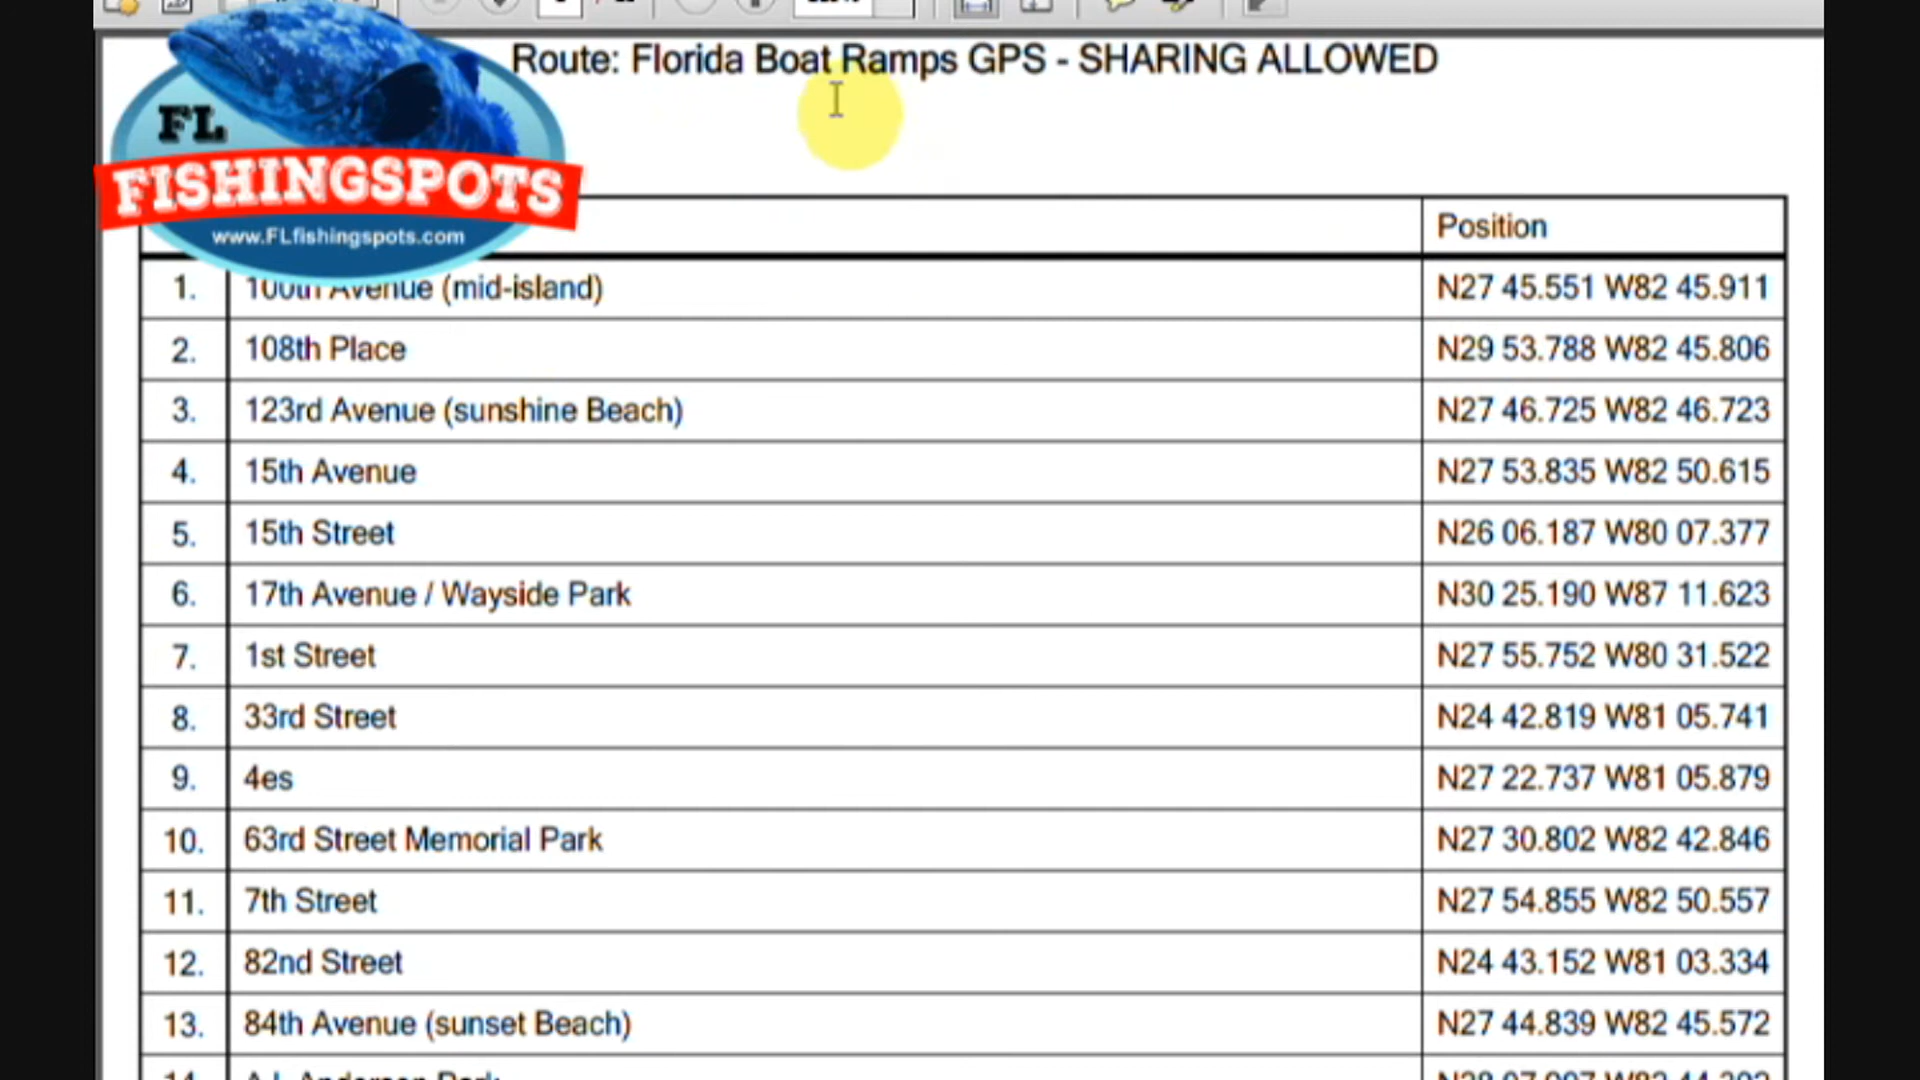 Route: Florida Boat Ramps GPS - SHARING ALLOWED
FL
FISHINGSPOTS
www.FLfishingspots.com
Position
1. 100th Avenue (mid-island) N27 45.551 W82 45.911
2. 108th Place N29 53.788 W82 45.806
3. 123rd Avenue (sunshine Beach) N27 46.725 W82 46.723
4. 15th Avenue N27 53.835 W82 50.615
5. 15th Street N26 06.187 W80 07.377
6. 17th Avenue / Wayside Park N30 25.190 W87 11.623
7. 1st Street N27 55.752 W80 31.522
8. 33rd Street N24 42.819 W81 05.741
9. 4es N27 22.737 W81 05.879
10. 63rd Street Memorial Park N27 30.802 W82 42.846
11. 7th Street N27 54.855 W82 50.557
12. 82nd Street N24 43.152 W81 03.334
13. 84th Avenue (sunset Beach) N27 44.839 W82 45.572